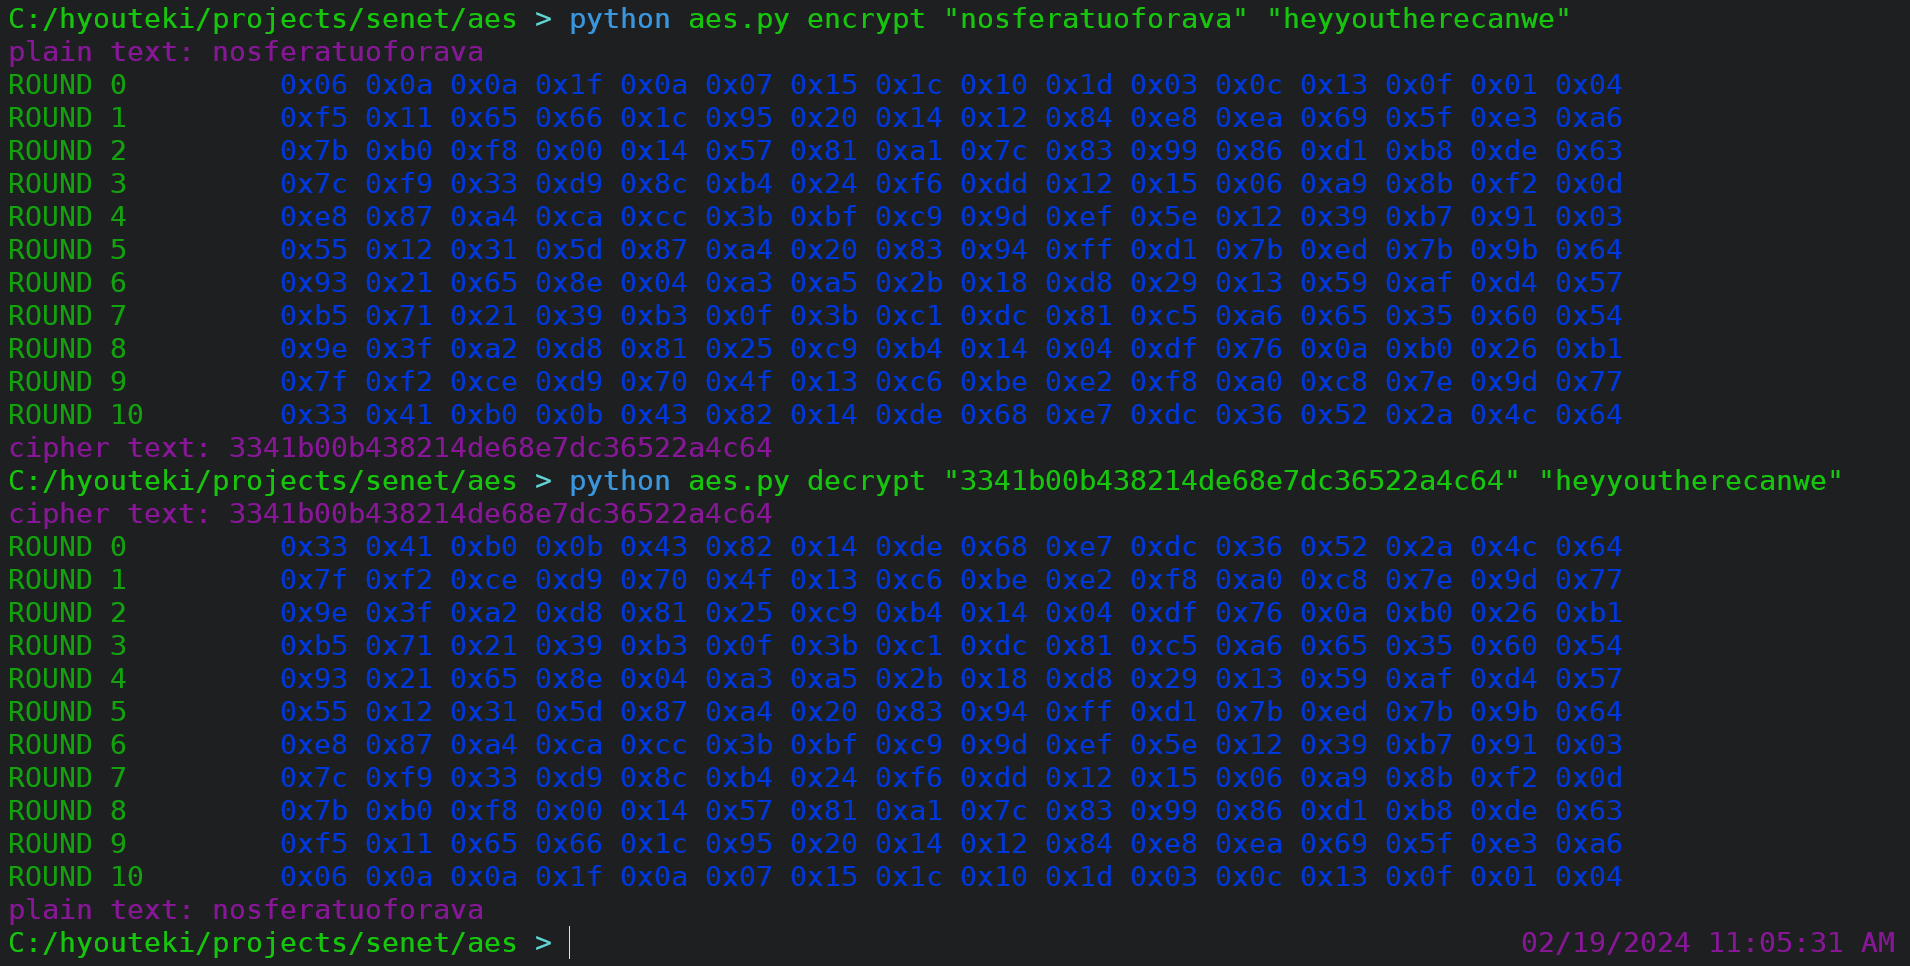 C:/hyouteki/projects/senet/aes > python aes.py encrypt "nosferatuoforava" "heyyoutherecanwe"
plain text: nosferatuoforava
ROUND 0 0x06 0x0a 0x0a 0x1f 0x0a 0x07 0x15 0x1c 0x10 0x1d 0x03 0x0c 0x13 0x0f 0x01 0x04
ROUND 1 0xf5 0x11 0x65 0x66 0x1c 0x95 0x20 0x14 0x12 0x84 0xe8 0xea 0x69 0x5f 0xe3 0xa6
ROUND 2 0x7b 0xb0 0xf8 0x00 0x14 0x57 0x81 0xa1 0x7c 0x83 0x99 0x86 0xd1 0xb8 0xde 0x63
ROUND 3 0x7c 0xf9 0x33 0xd9 0x8c 0xb4 0x24 0xf6 0xdd 0x12 0x15 0x06 0xa9 0x8b 0xf2 0x0d
ROUND 4 0xe8 0x87 0xa4 0xca 0xcc 0x3b 0xbf 0xc9 0x9d 0xef 0x5e 0x12 0x39 0xb7 0x91 0x03
ROUND 5 0x55 0x12 0x31 0x5d 0x87 0xa4 0x20 0x83 0x94 0xff 0xd1 0x7b 0xed 0x7b 0x9b 0x64
ROUND 6 0x93 0x21 0x65 0x8e 0x04 0xa3 0xa5 0x2b 0x18 0xd8 0x29 0x13 0x59 0xaf 0xd4 0x57
ROUND 7 0xb5 0x71 0x21 0x39 0xb3 0x0f 0x3b 0xc1 0xdc 0x81 0xc5 0xa6 0x65 0x35 0x60 0x54
ROUND 8 0x9e 0x3f 0xa2 0xd8 0x81 0x25 0xc9 0xb4 0x14 0x04 0xdf 0x76 0x0a 0xb0 0x26 0xb1
ROUND 9 0x7f 0xf2 0xce 0xd9 0x70 0x4f 0x13 0xc6 0xbe 0xe2 0xf8 0xa0 0xc8 0x7e 0x9d 0x77
ROUND 10 0x33 0x41 0xb0 0x0b 0x43 0x82 0x14 0xde 0x68 0xe7 0xdc 0x36 0x52 0x2a 0x4c 0x64
cipher text: 3341b00b438214de68e7dc36522a4c64
C:/hyouteki/projects/senet/aes > python aes.py decrypt "3341b00b438214de68e7dc36522a4c64" "heyyoutherecanwe"
cipher text: 3341b00b438214de68e7dc36522a4c64
ROUND 0 0x33 0x41 0xb0 0x0b 0x43 0x82 0x14 0xde 0x68 0xe7 0xdc 0x36 0x52 0x2a 0x4c 0x64
ROUND 1 0x7f 0xf2 0xce 0xd9 0x70 0x4f 0x13 0xc6 0xbe 0xe2 0xf8 0xa0 0xc8 0x7e 0x9d 0x77
ROUND 2 0x9e 0x3f 0xa2 0xd8 0x81 0x25 0xc9 0xb4 0x14 0x04 0xdf 0x76 0x0a 0xb0 0x26 0xb1
ROUND 3 0xb5 0x71 0x21 0x39 0xb3 0x0f 0x3b 0xc1 0xdc 0x81 0xc5 0xa6 0x65 0x35 0x60 0x54
ROUND 4 0x93 0x21 0x65 0x8e 0x04 0xa3 0xa5 0x2b 0x18 0xd8 0x29 0x13 0x59 0xaf 0xd4 0x57
ROUND 5 0x55 0x12 0x31 0x5d 0x87 0xa4 0x20 0x83 0x94 0xff 0xd1 0x7b 0xed 0x7b 0x9b 0x64
ROUND 6 0xe8 0x87 0xa4 0xca 0xcc 0x3b 0xbf 0xc9 0x9d 0xef 0x5e 0x12 0x39 0xb7 0x91 0x03
ROUND 7 0x7c 0xf9 0x33 0xd9 0x8c 0xb4 0x24 0xf6 0xdd 0x12 0x15 0x06 0xa9 0x8b 0xf2 0x0d
ROUND 8 0x7b 0xb0 0xf8 0x00 0x14 0x57 0x81 0xa1 0x7c 0x83 0x99 0x86 0xd1 0xb8 0xde 0x63
ROUND 9 0xf5 0x11 0x65 0x66 0x1c 0x95 0x20 0x14 0x12 0x84 0xe8 0xea 0x69 0x5f 0xe3 0xa6
ROUND 10 0x06 0x0a 0x0a 0x1f 0x0a 0x07 0x15 0x1c 0x10 0x1d 0x03 0x0c 0x13 0x0f 0x01 0x04
plain text: nosferatuoforava
C:/hyouteki/projects/senet/aes > 02/19/2024 11:05:31 AM